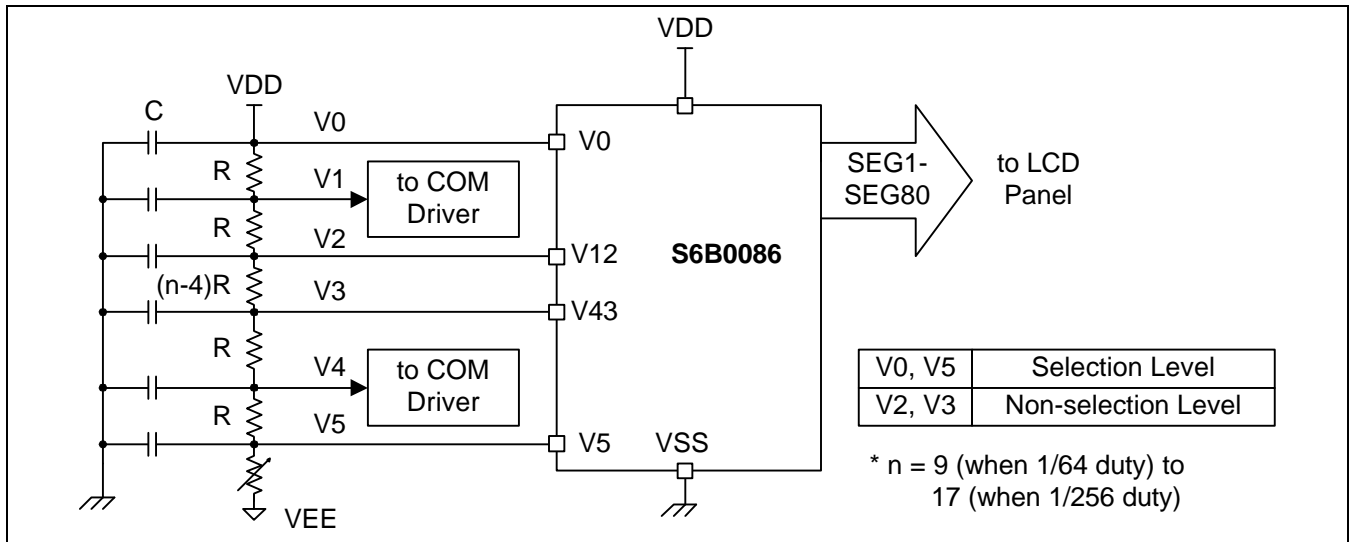 VDD
VDD
C
V0
V0
R
V1
to COM
Driver
SEG1-
SEG80
to LCD
Panel
R
V2
V12
S6B0086
(n-4)R
V3
V43
R
V4
to COM
Driver
V0, V5 Selection Level
V2, V3 Non-selection Level
R
V5
V5
VSS
* n = 9 (when 1/64 duty) to
17 (when 1/256 duty)
VEE